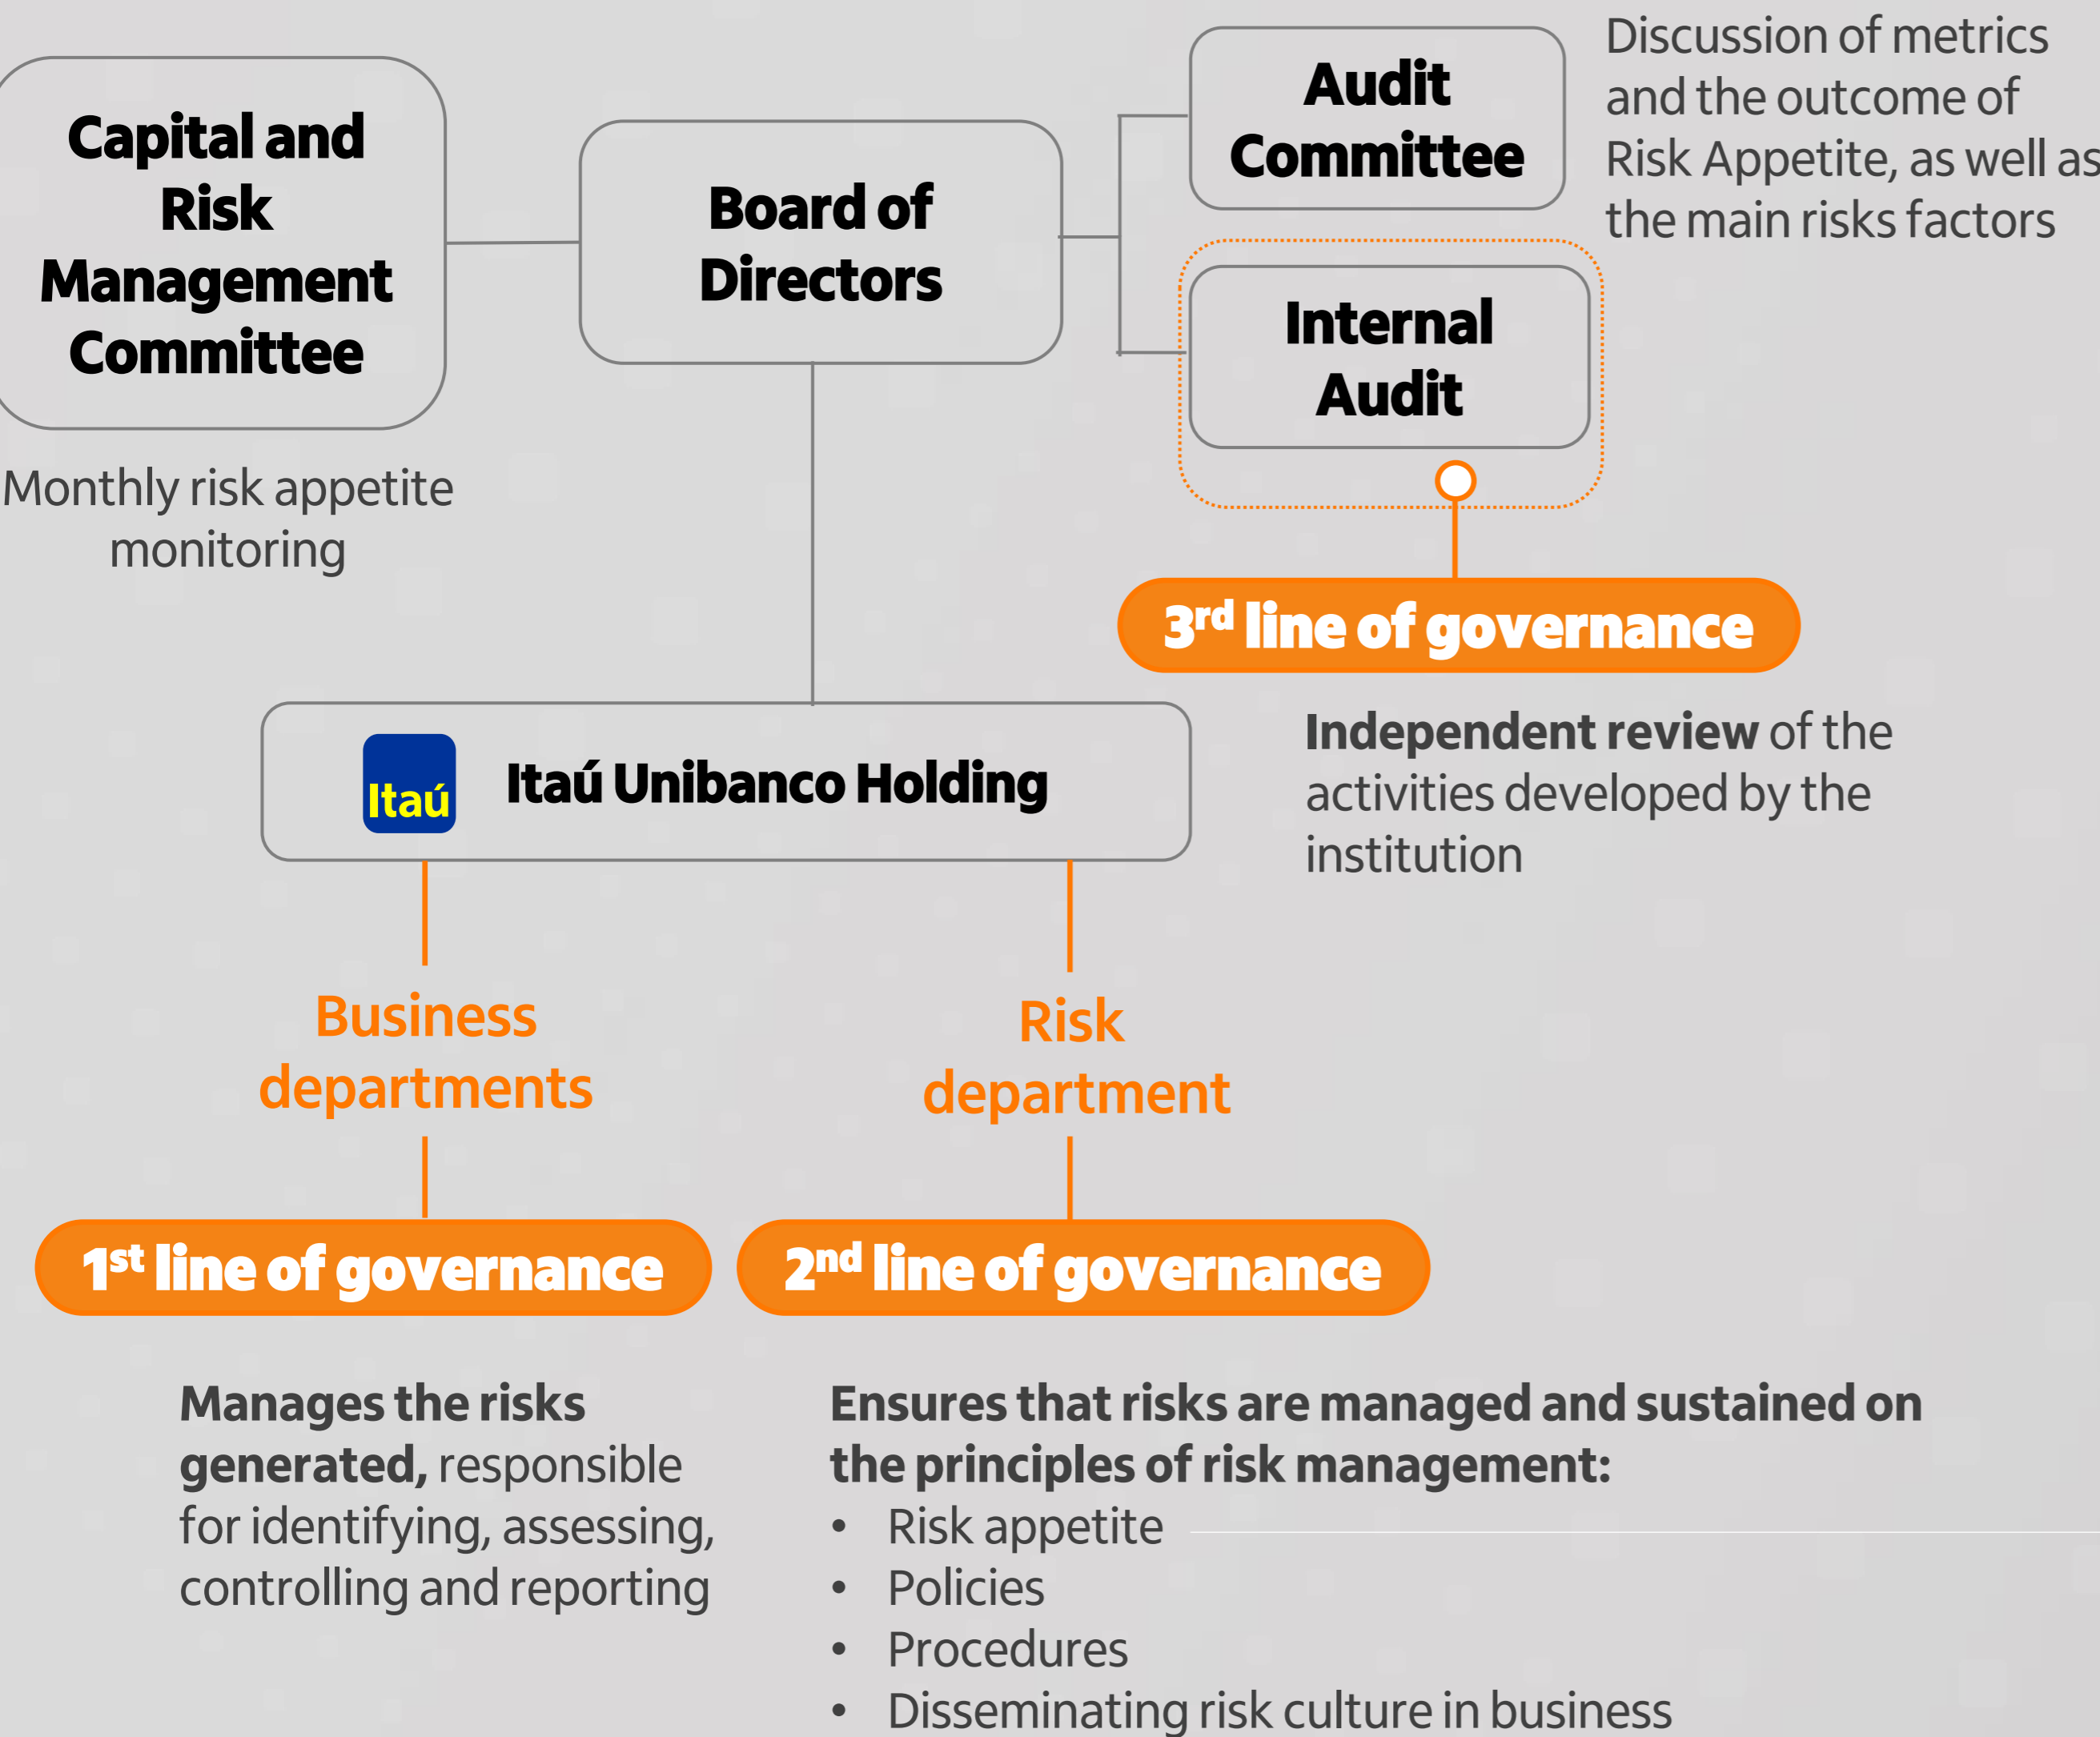 Capital and
Risk
Management
Committee
Monthly risk appetite
monitoring
Board of
Directors
Audit
Committee
Discussion of metrics
and the outcome of
Risk Appetite, as well as
the main risks factors
Internal
Audit
3rd line of governance
Independent review of the
activities developed by the
institution
Itaú
Itaú Unibanco Holding
Business
departments
Risk
department
1st line of governance
2nd line of governance
Manages the risks
generated, responsible
for identifying, assessing,
controlling and reporting
Ensures that risks are managed and sustained on
the principles of risk management:
• Risk appetite
• Policies
• Procedures
• Disseminating risk culture in business